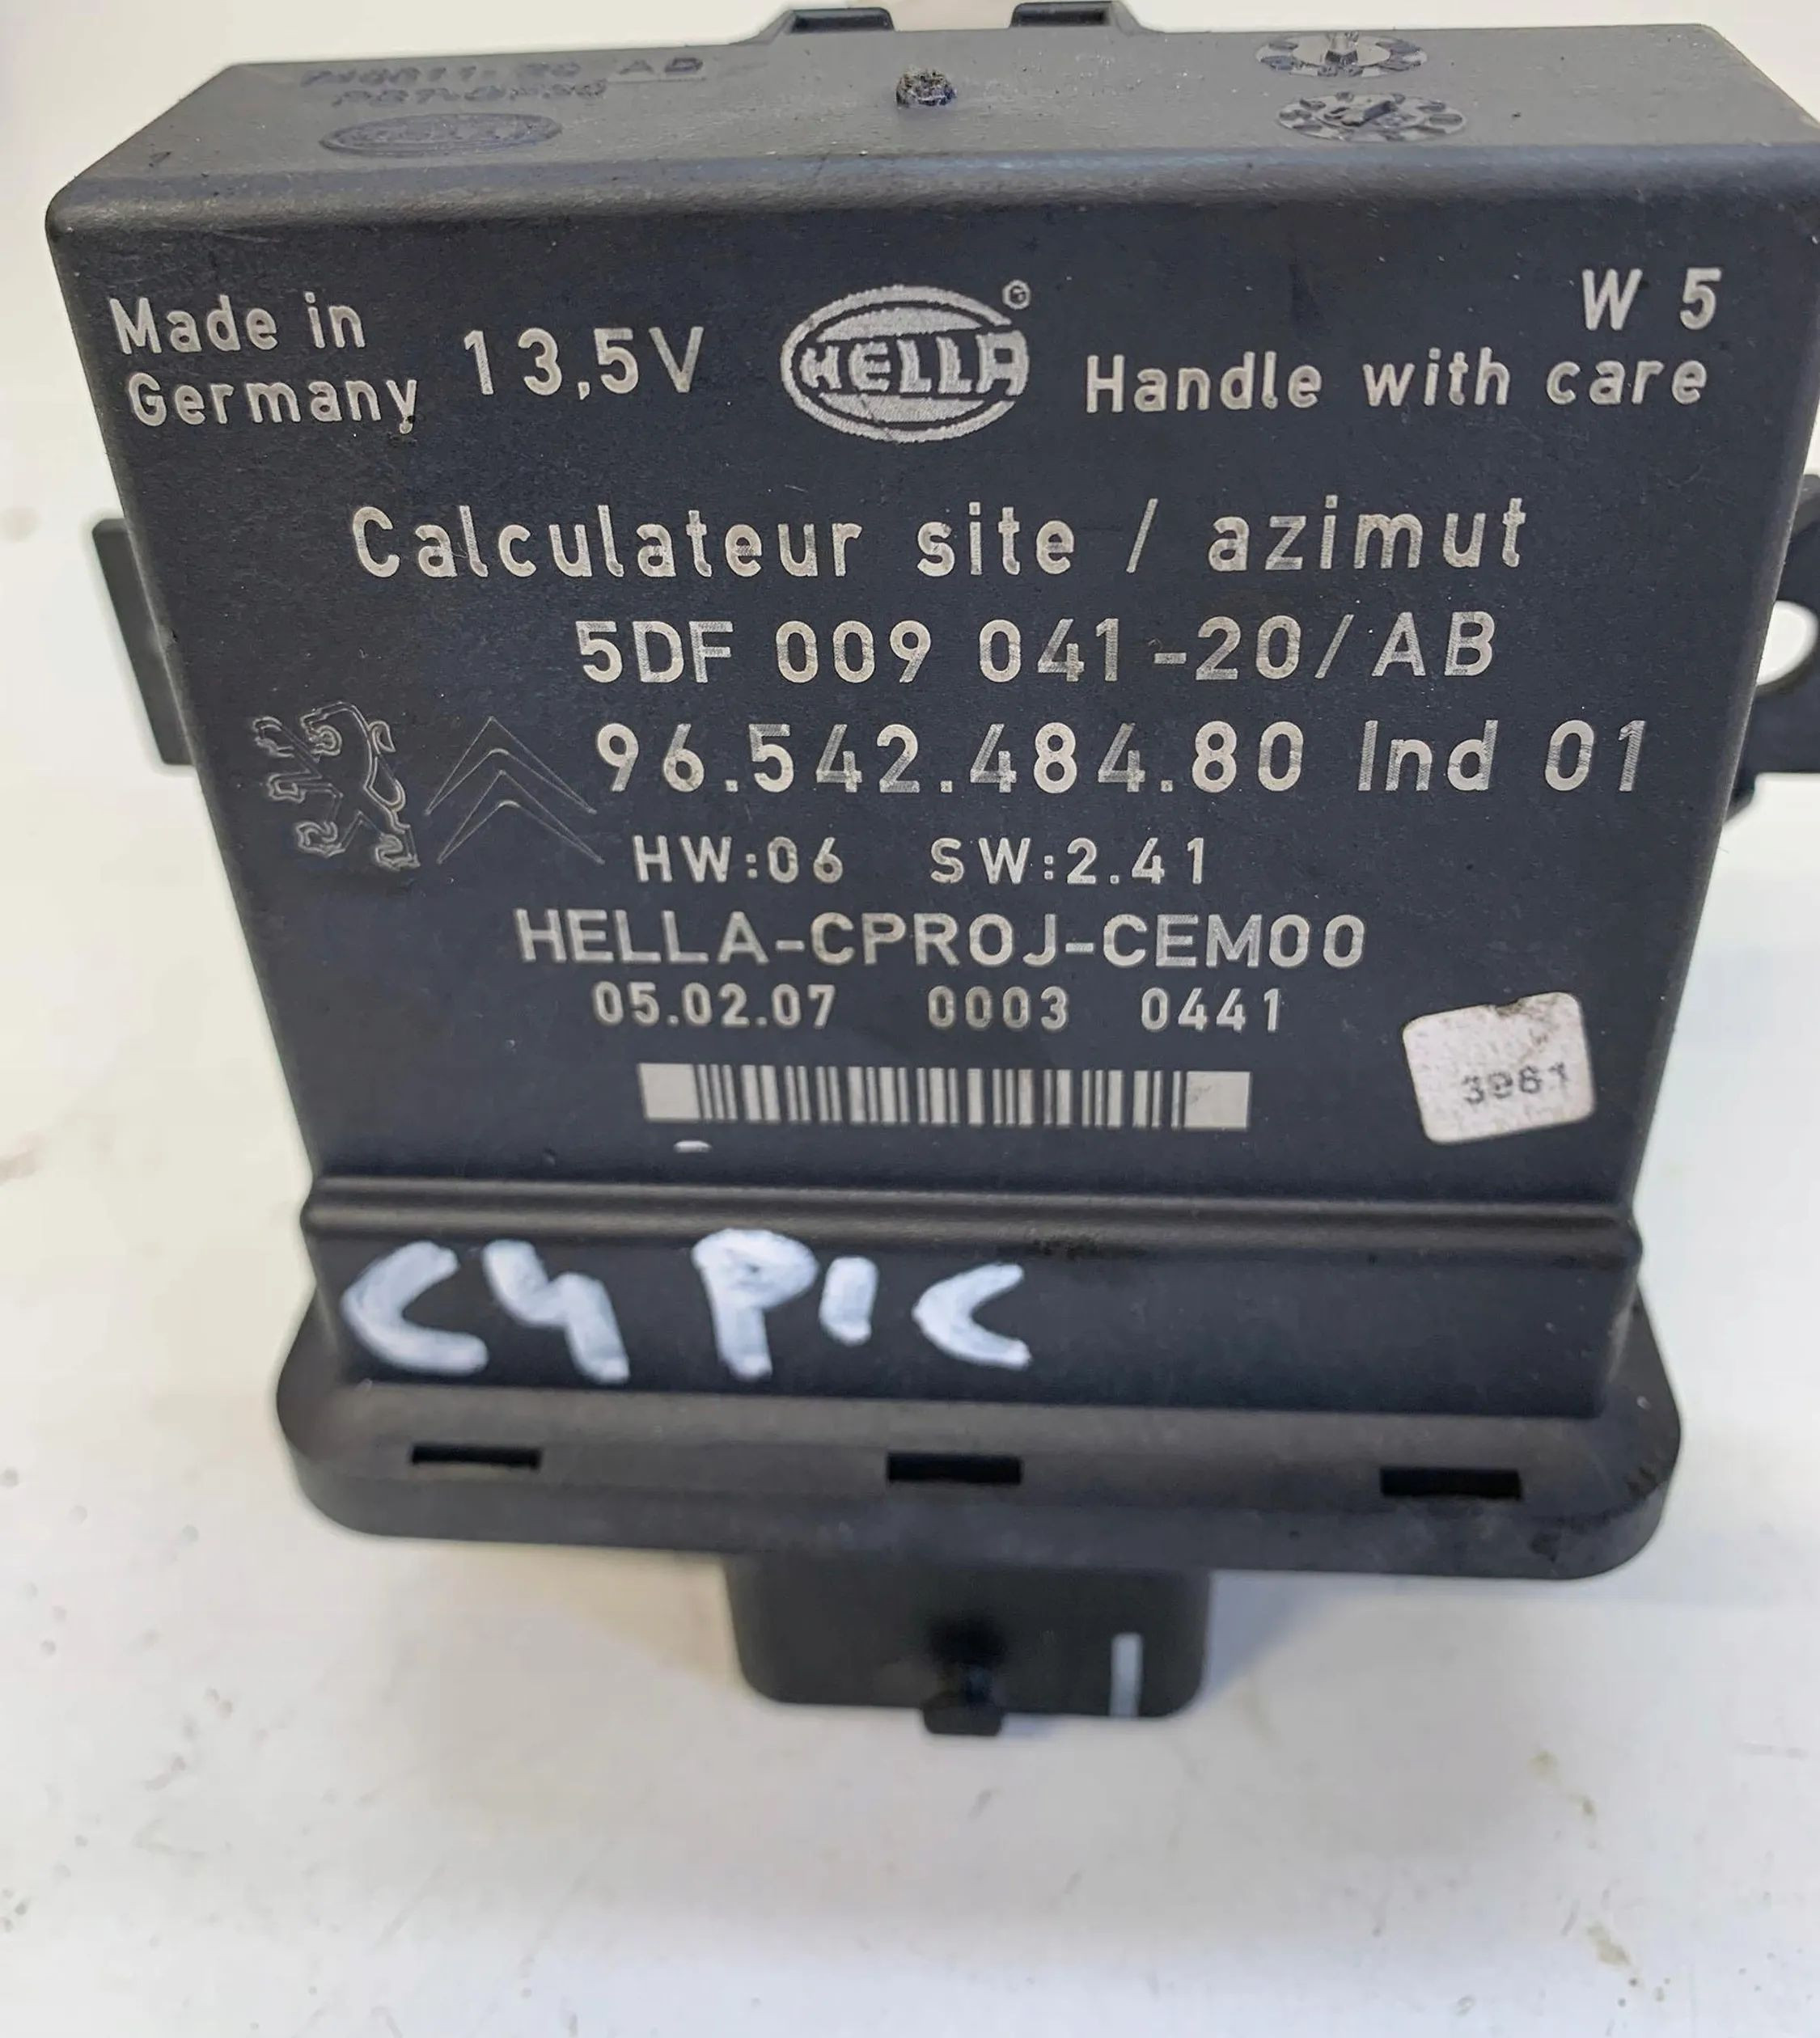 Made in
Germany
13,5V
HELLA
W 5
Handle with care
Calculateur site / azimut
5DF 009 041-20/AB
96.542.484.80 Ind 01
HW:06 SW:2.41
HELLA-CPROJ-CEM00
05.02.07 0003 0441
C4 PIC